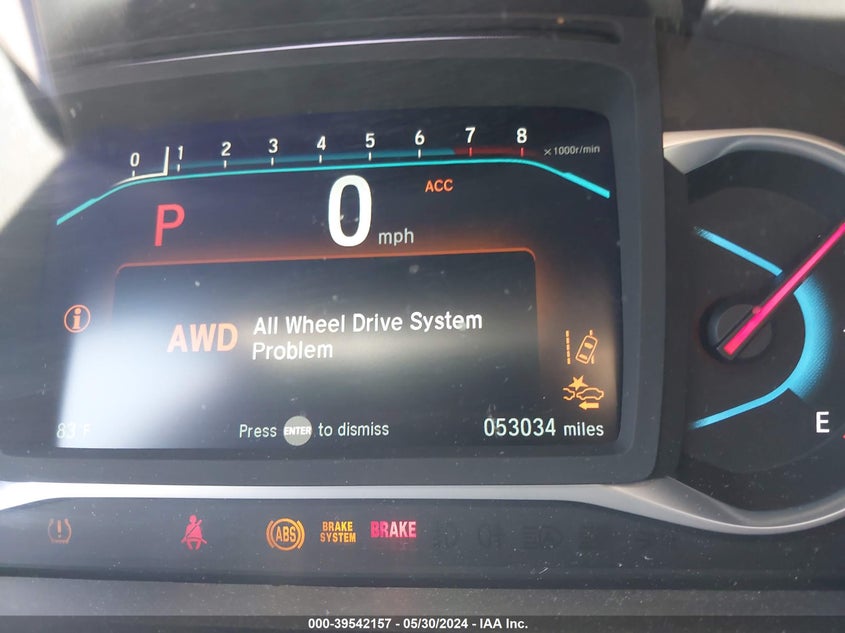 0 1 2 3 4 5 6 7 8 ×1000r/min
ACC
P 0 mph
AWD All Wheel Drive System
Problem
83°F Press ENTER to dismiss 053034 miles
E
ABS BRAKE SYSTEM BRAKE
000-39542157 - 05/30/2024 - IAA Inc.